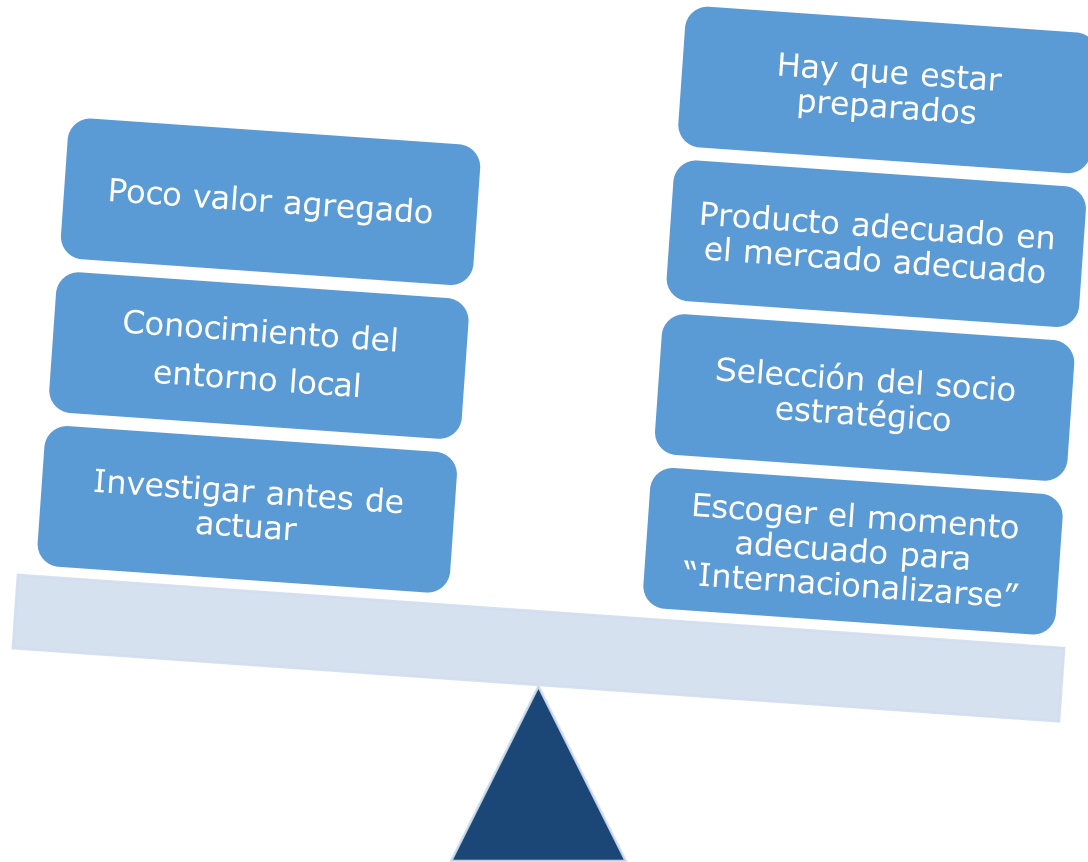 Poco valor agregado
Conocimiento del
entorno local
Investigar antes de
actuar
Hay que estar
preparados
Producto adecuado en
el mercado adecuado
Selección del socio
estratégico
Escoger el momento
adecuado para
“Internacionalizarse”